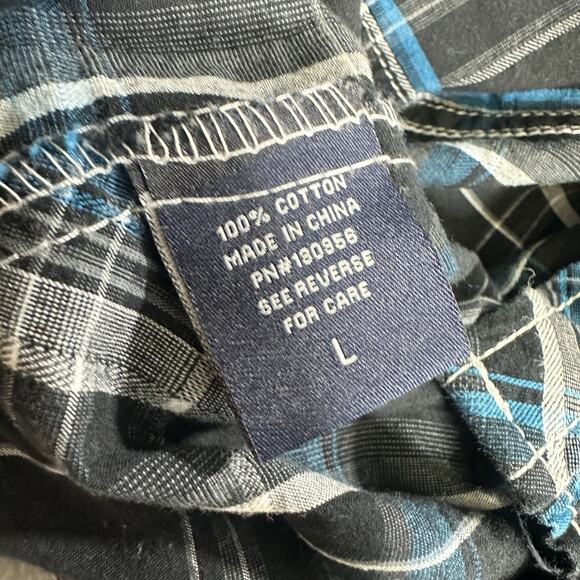 100% COTTON
MADE IN CHINA
PN#180956
SEE REVERSE
FOR CARE
L